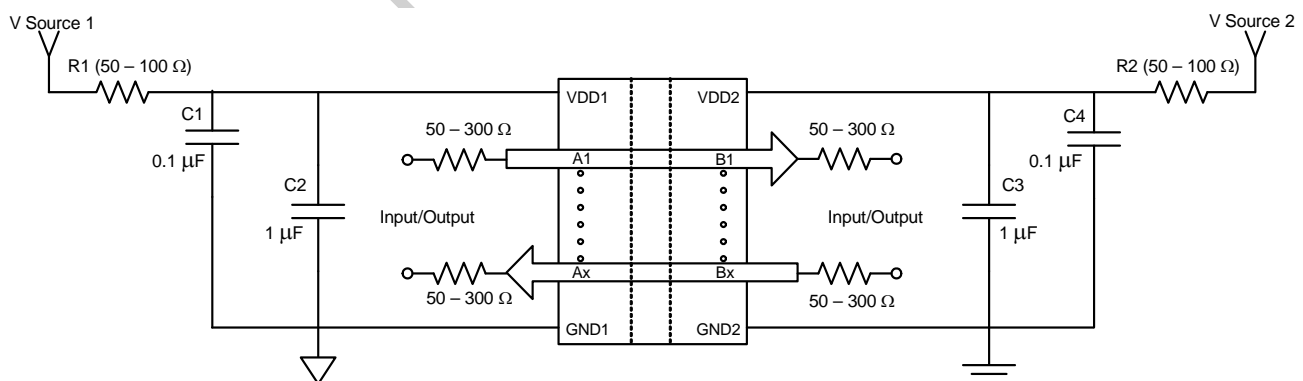 V Source 1
V Source 2
R1 (50 – 100 Ω)
R2 (50 – 100 Ω)
VDD1
VDD2
C1
C4
50 – 300 Ω
50 – 300 Ω
0.1 μF
0.1 μF
A1
B1
C2
C3
Input/Output
Input/Output
1 μF
1 μF
Ax
Bx
50 – 300 Ω
50 – 300 Ω
GND1
GND2